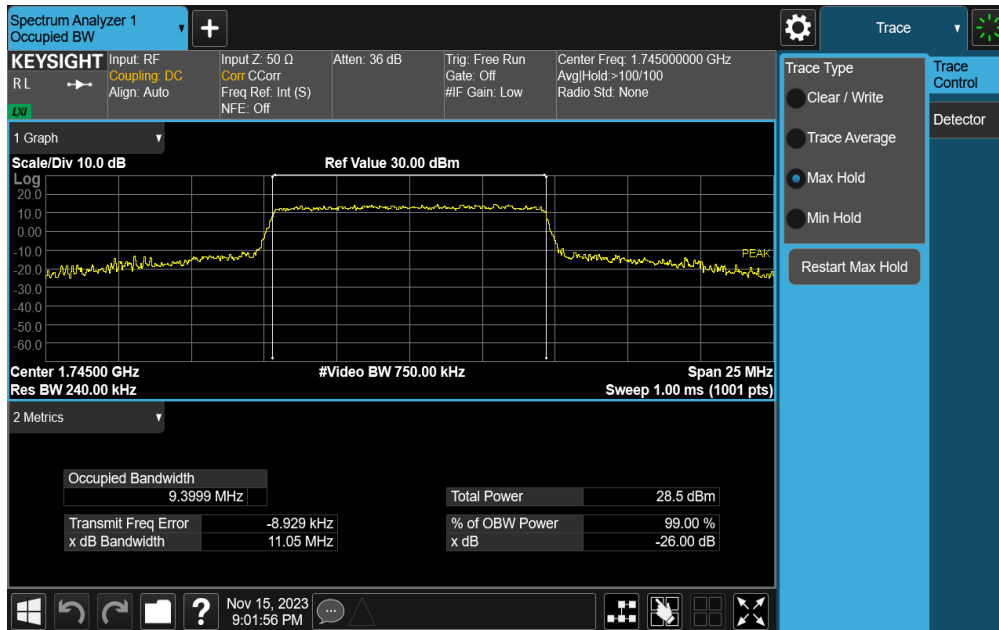 Spectrum Analyzer 1
Occupied BW
Trace
KEYSIGHT
RL
LXI
Input: RF
Coupling: DC
Align: Auto
Input Z: 50 Ω
Corr CCorr
Freq Ref: Int (S)
NFE: Off
Atten: 36 dB
Trig: Free Run
Gate: Off
#IF Gain: Low
Center Freq: 1.745000000 GHz
Avg|Hold:>100/100
Radio Std: None
Trace Type
Clear / Write
Trace Average
Max Hold
Min Hold
Restart Max Hold
Trace
Control
Detector
1 Graph
Scale/Div 10.0 dB
Ref Value 30.00 dBm
Log
20.0
10.0
0.00
-10.0
-20.0
-30.0
-40.0
-50.0
-60.0
PEAK
Center 1.74500 GHz
#Video BW 750.00 kHz
Span 25 MHz
Res BW 240.00 kHz
Sweep 1.00 ms (1001 pts)
2 Metrics
Occupied Bandwidth
9.3999 MHz
Total Power 28.5 dBm
Transmit Freq Error -8.929 kHz
% of OBW Power 99.00 %
x dB Bandwidth 11.05 MHz
x dB -26.00 dB
?
Nov 15, 2023
9:01:56 PM